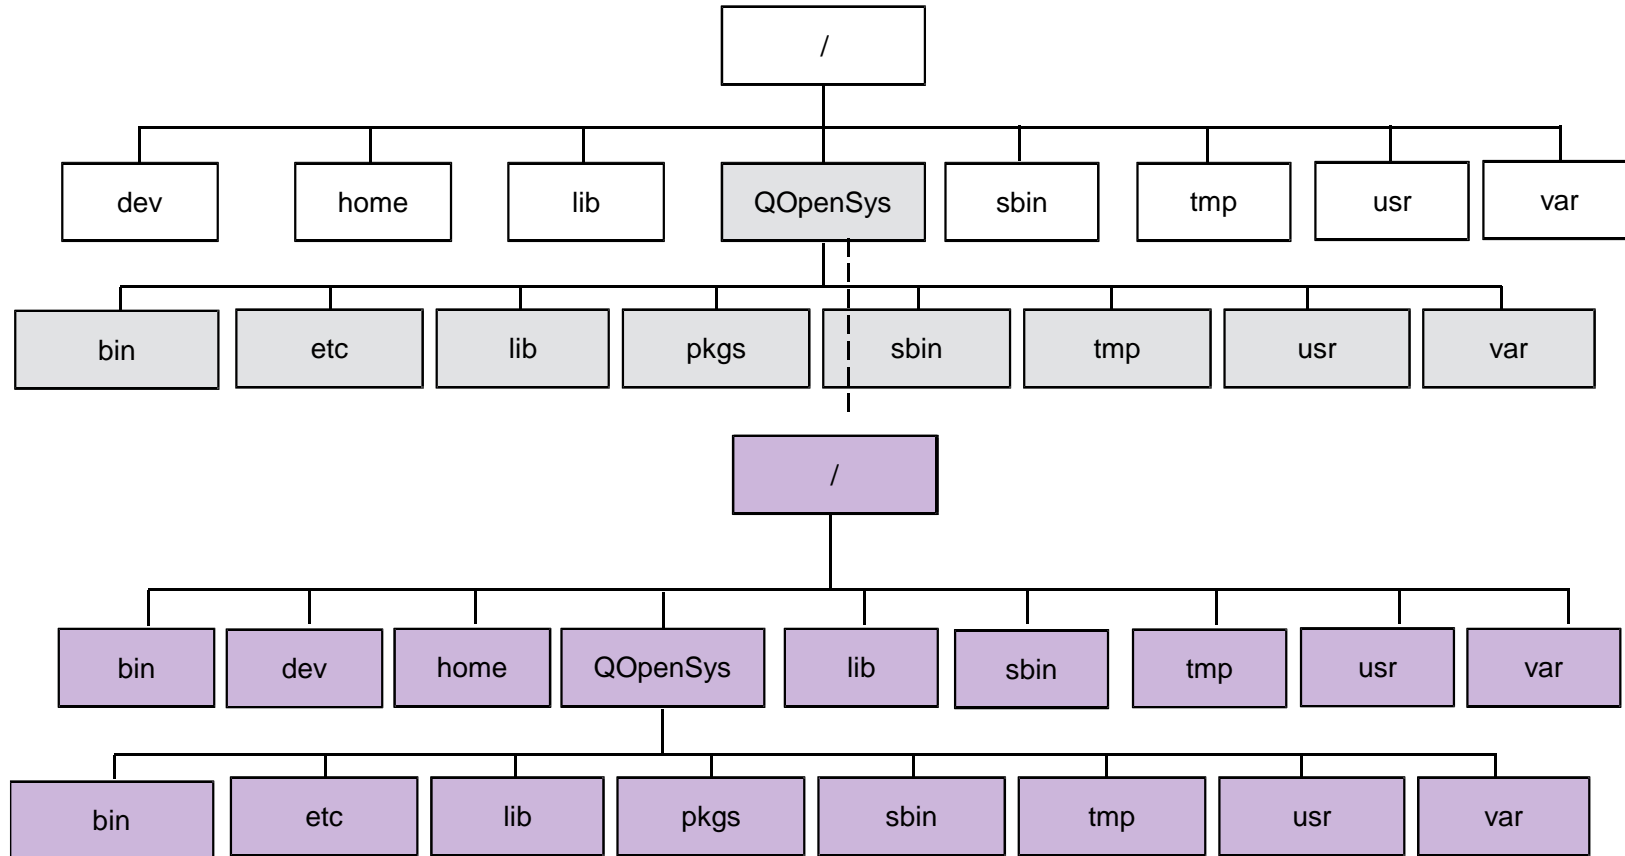 /
dev home lib QOpenSys sbin tmp usr var
bin etc lib pkgs sbin tmp usr var
/
bin dev home QOpenSys lib sbin tmp usr var
bin etc lib pkgs sbin tmp usr var